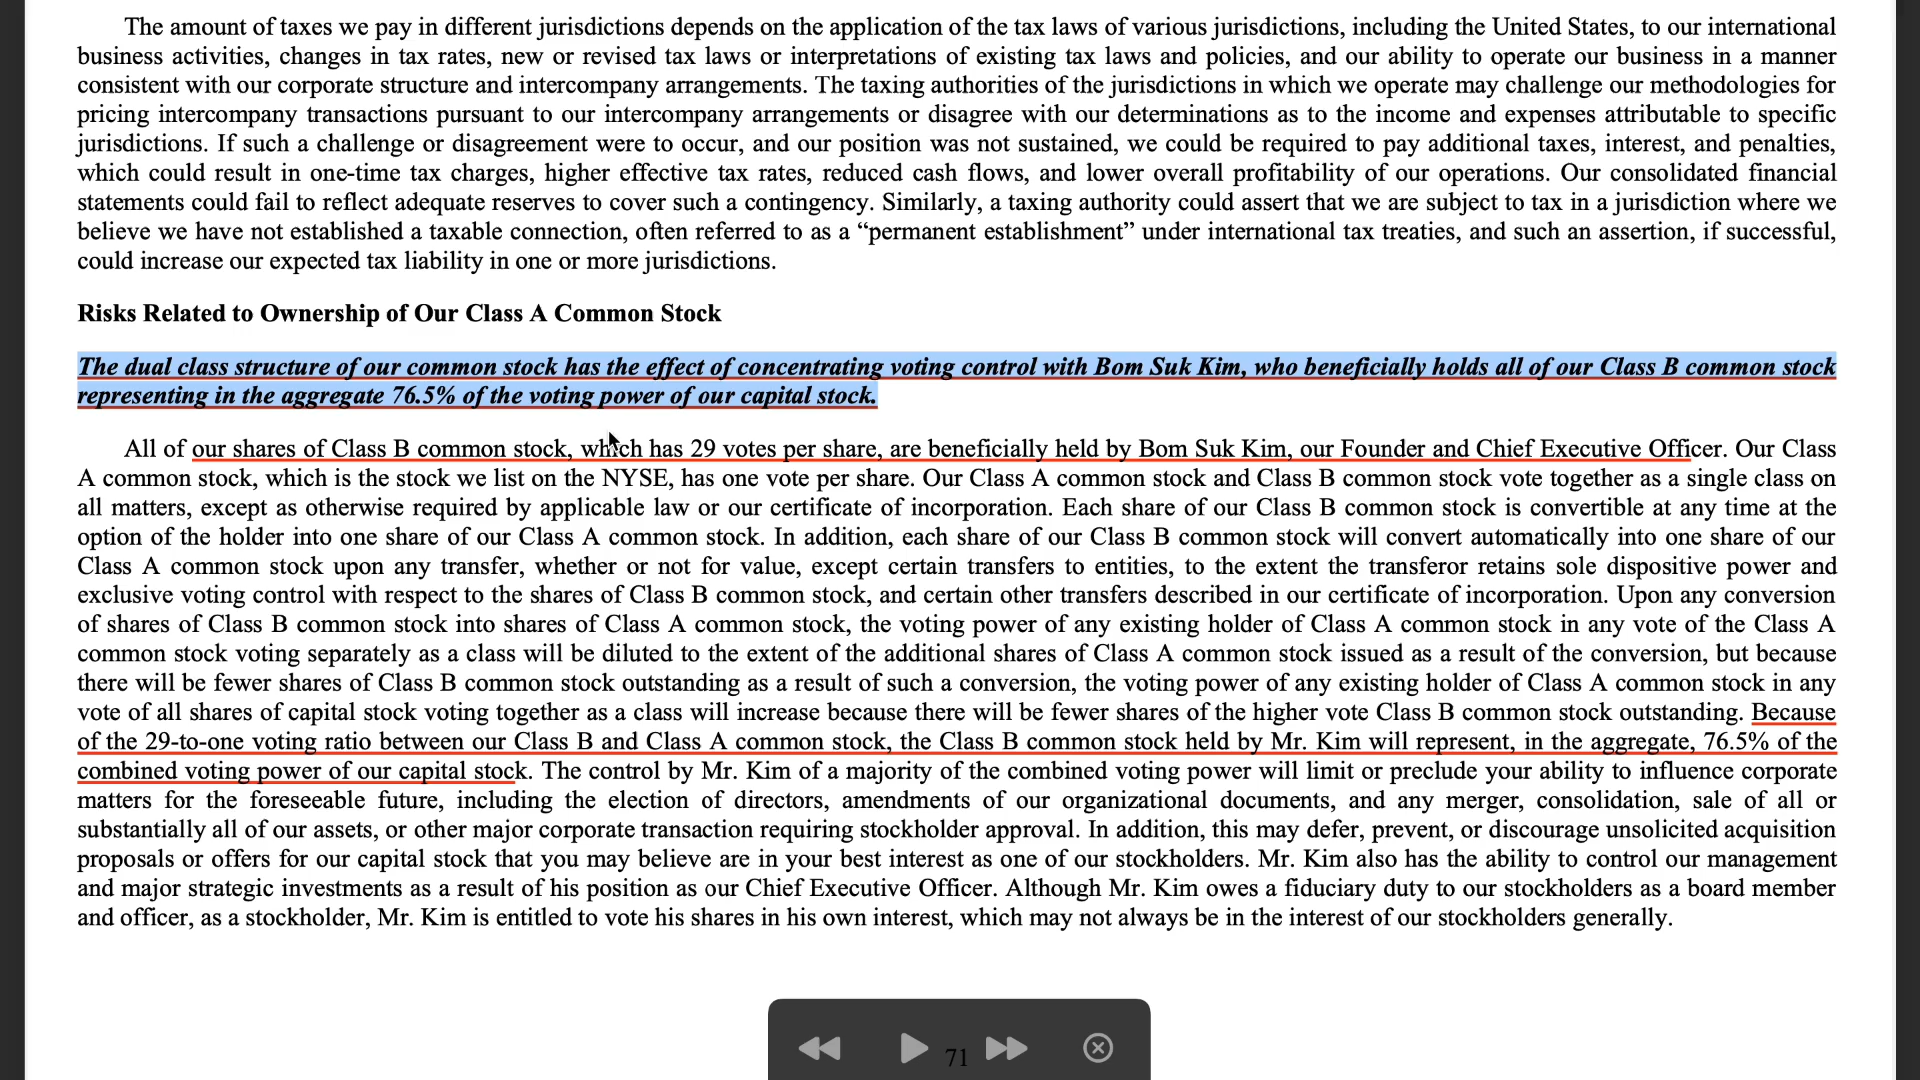 The amount of taxes we pay in different jurisdictions depends on the application of the tax laws of various jurisdictions, including the United States, to our international
business activities, changes in tax rates, new or revised tax laws or interpretations of existing tax laws and policies, and our ability to operate our business in a manner
consistent with our corporate structure and intercompany arrangements. The taxing authorities of the jurisdictions in which we operate may challenge our methodologies for
pricing intercompany transactions pursuant to our intercompany arrangements or disagree with our determinations as to the income and expenses attributable to specific
jurisdictions. If such a challenge or disagreement were to occur, and our position was not sustained, we could be required to pay additional taxes, interest, and penalties,
which could result in one-time tax charges, higher effective tax rates, reduced cash flows, and lower overall profitability of our operations. Our consolidated financial
statements could fail to reflect adequate reserves to cover such a contingency. Similarly, a taxing authority could assert that we are subject to tax in a jurisdiction where we
believe we have not established a taxable connection, often referred to as a “permanent establishment” under international tax treaties, and such an assertion, if successful,
could increase our expected tax liability in one or more jurisdictions.
Risks Related to Ownership of Our Class A Common Stock
The dual class structure of our common stock has the effect of concentrating voting control with Bom Suk Kim, who beneficially holds all of our Class B common stock
representing in the aggregate 76.5% of the voting power of our capital stock.
All of our shares of Class B common stock, which has 29 votes per share, are beneficially held by Bom Suk Kim, our Founder and Chief Executive Officer. Our Class
A common stock, which is the stock we list on the NYSE, has one vote per share. Our Class A common stock and Class B common stock vote together as a single class on
all matters, except as otherwise required by applicable law or our certificate of incorporation. Each share of our Class B common stock is convertible at any time at the
option of the holder into one share of our Class A common stock. In addition, each share of our Class B common stock will convert automatically into one share of our
Class A common stock upon any transfer, whether or not for value, except certain transfers to entities, to the extent the transferor retains sole dispositive power and
exclusive voting control with respect to the shares of Class B common stock, and certain other transfers described in our certificate of incorporation. Upon any conversion
of shares of Class B common stock into shares of Class A common stock, the voting power of any existing holder of Class A common stock in any vote of the Class A
common stock voting separately as a class will be diluted to the extent of the additional shares of Class A common stock issued as a result of the conversion, but because
there will be fewer shares of Class B common stock outstanding as a result of such a conversion, the voting power of any existing holder of Class A common stock in any
vote of all shares of capital stock voting together as a class will increase because there will be fewer shares of the higher vote Class B common stock outstanding. Because
of the 29-to-one voting ratio between our Class B and Class A common stock, the Class B common stock held by Mr. Kim will represent, in the aggregate, 76.5% of the
combined voting power of our capital stock. The control by Mr. Kim of a majority of the combined voting power will limit or preclude your ability to influence corporate
matters for the foreseeable future, including the election of directors, amendments of our organizational documents, and any merger, consolidation, sale of all or
substantially all of our assets, or other major corporate transaction requiring stockholder approval. In addition, this may defer, prevent, or discourage unsolicited acquisition
proposals or offers for our capital stock that you may believe are in your best interest as one of our stockholders. Mr. Kim also has the ability to control our management
and major strategic investments as a result of his position as our Chief Executive Officer. Although Mr. Kim owes a fiduciary duty to our stockholders as a board member
and officer, as a stockholder, Mr. Kim is entitled to vote his shares in his own interest, which may not always be in the interest of our stockholders generally.
71